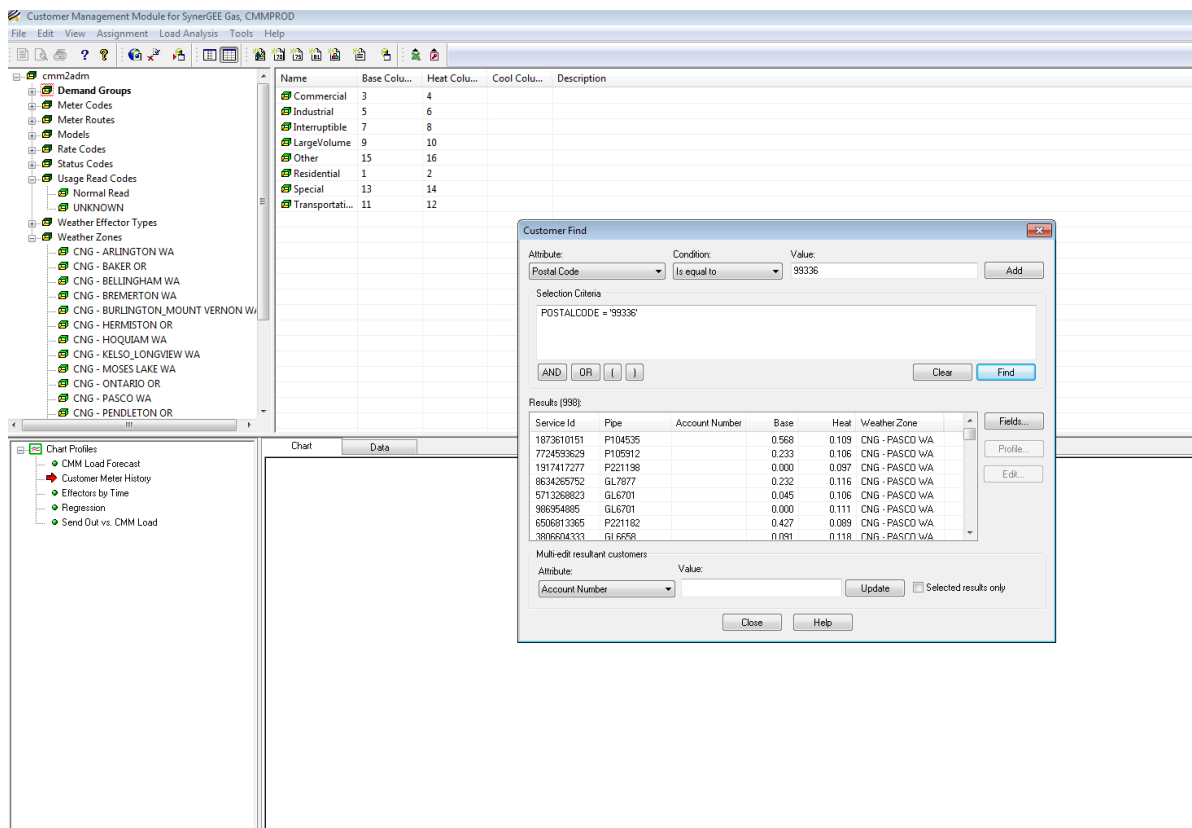 Customer Management Module for SynerGEE Gas, CMMPROD
File Edit View Assignment Load Analysis Tools Help
cmm2adm
Demand Groups
Meter Codes
Meter Routes
Models
Rate Codes
Status Codes
Usage Read Codes
Normal Read
UNKNOWN
Weather Effector Types
Weather Zones
CNG - ARLINGTON WA
CNG - BAKER OR
CNG - BELLINGHAM WA
CNG - BREMERTON WA
CNG - BURLINGTON_MOUNT VERNON WA
CNG - HERMISTON OR
CNG - HOQUIAM WA
CNG - KELSO_LONGVIEW WA
CNG - MOSES LAKE WA
CNG - ONTARIO OR
CNG - PASCO WA
CNG - PENDLETON OR
Name Base Colu... Heat Colu... Cool Colu... Description
Commercial 3 4
Industrial 5 6
Interruptible 7 8
LargeVolume 9 10
Other 15 16
Residential 1 2
Special 13 14
Transportati... 11 12
Customer Find
Attribute: Condition: Value:
Postal Code Is equal to 99336 Add
Selection Criteria
POSTALCODE = '99336'
AND OR ( ) Clear Find
Results (998):
Service Id Pipe Account Number Base Heat Weather Zone
1873610151 P104535 0.568 0.109 CNG - PASCO WA
7724593629 P105912 0.233 0.106 CNG - PASCO WA
1917417277 P221198 0.000 0.097 CNG - PASCO WA
8634265752 GL7877 0.232 0.116 CNG - PASCO WA
5713268823 GL6701 0.045 0.106 CNG - PASCO WA
986954885 GL6701 0.000 0.111 CNG - PASCO WA
6506813365 P221182 0.427 0.089 CNG - PASCO WA
3806604333 GL6658 0.091 0.118 CNG - PASCO WA
Fields...
Profile...
Edit...
Multi-edit resultant customers
Attribute: Value:
Account Number Update Selected results only
Close Help
Chart Profiles
CMM Load Forecast
Customer Meter History
Effectors by Time
Regression
Send Out vs. CMM Load
Chart Data